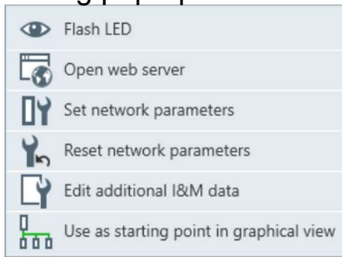 Flash LED
Open web server
Set network parameters
Reset network parameters
Edit additional I&M data
Use as starting point in graphical view